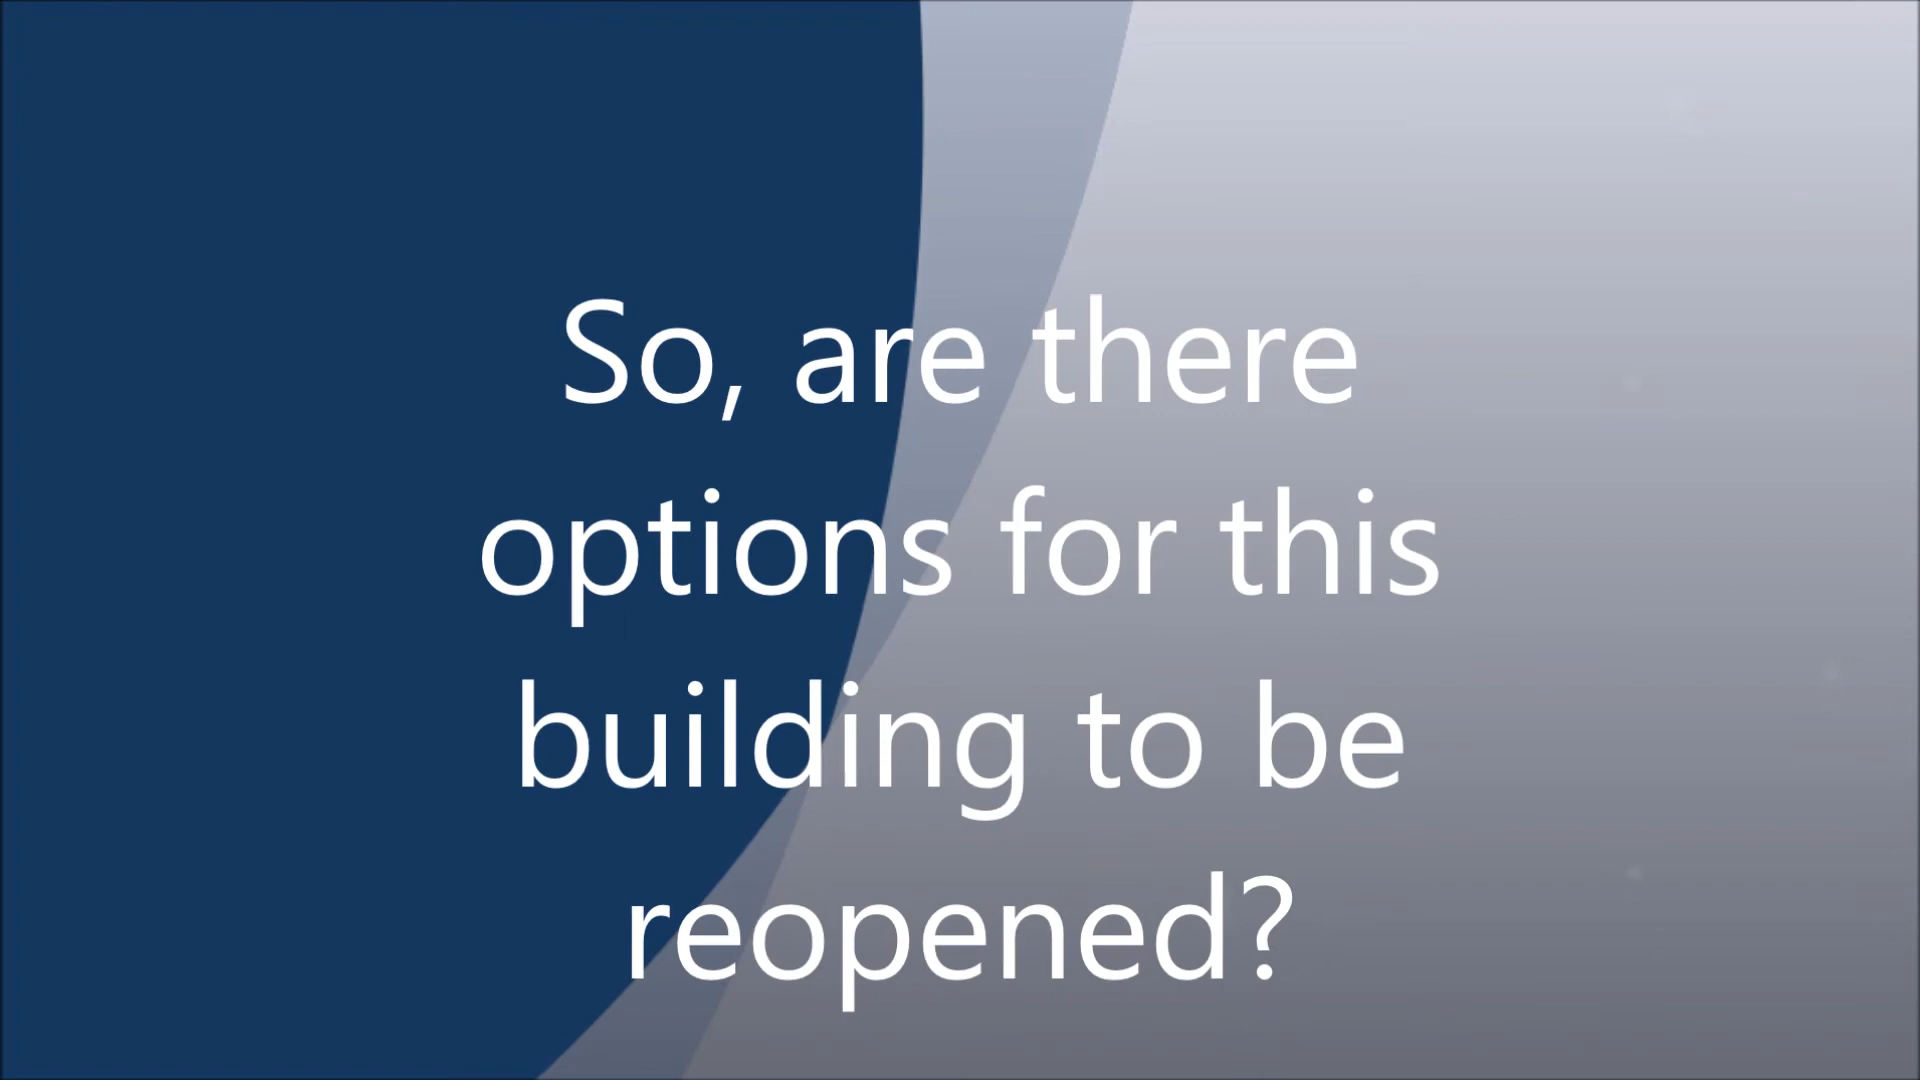 So, are there
options for this
building to be
reopened?